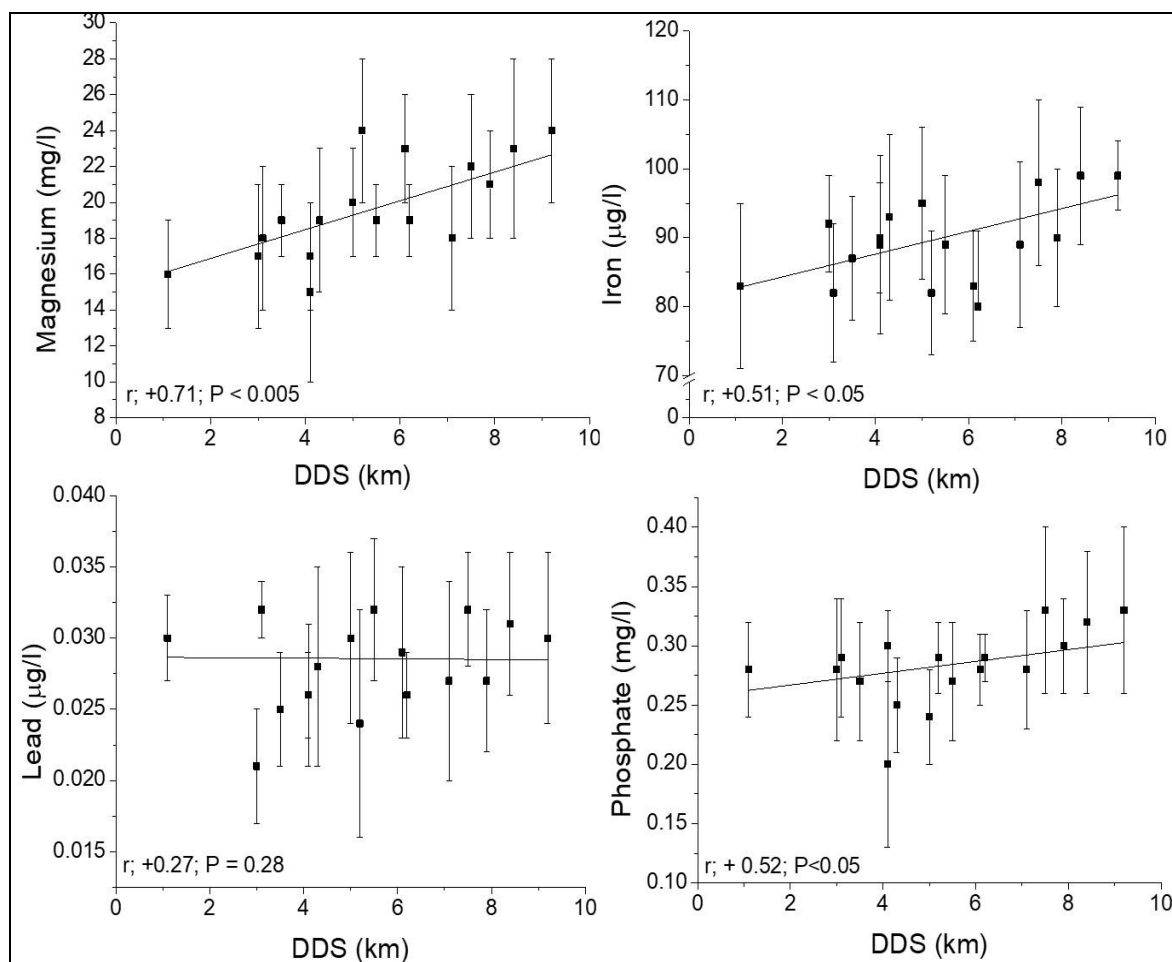 30
28
26
24
22
20
18
16
14
12
10
8
Magnesium (mg/l)
r; +0.71; P < 0.005
0 2 4 6 8 10
DDS (km)
120
110
100
90
80
70
0
Iron (µg/l)
r; +0.51; P < 0.05
0 2 4 6 8 10
DDS (km)
0.040
0.035
0.030
0.025
0.020
0.015
Lead (µg/l)
r; +0.27; P = 0.28
0 2 4 6 8 10
DDS (km)
0.40
0.35
0.30
0.25
0.20
0.15
0.10
Phosphate (mg/l)
r; + 0.52; P<0.05
0 2 4 6 8 10
DDS (km)